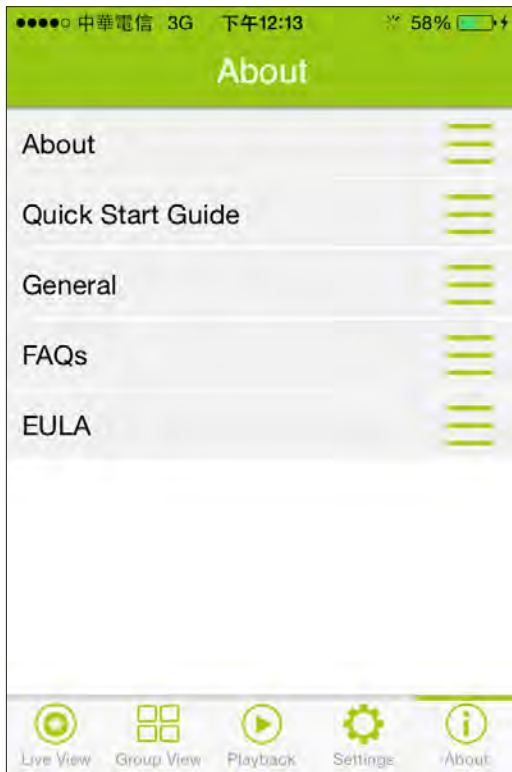 中華電信 3G 下午12:13 58%
About
About
Quick Start Guide
General
FAQs
EULA
Live View Group View Playback Settings About